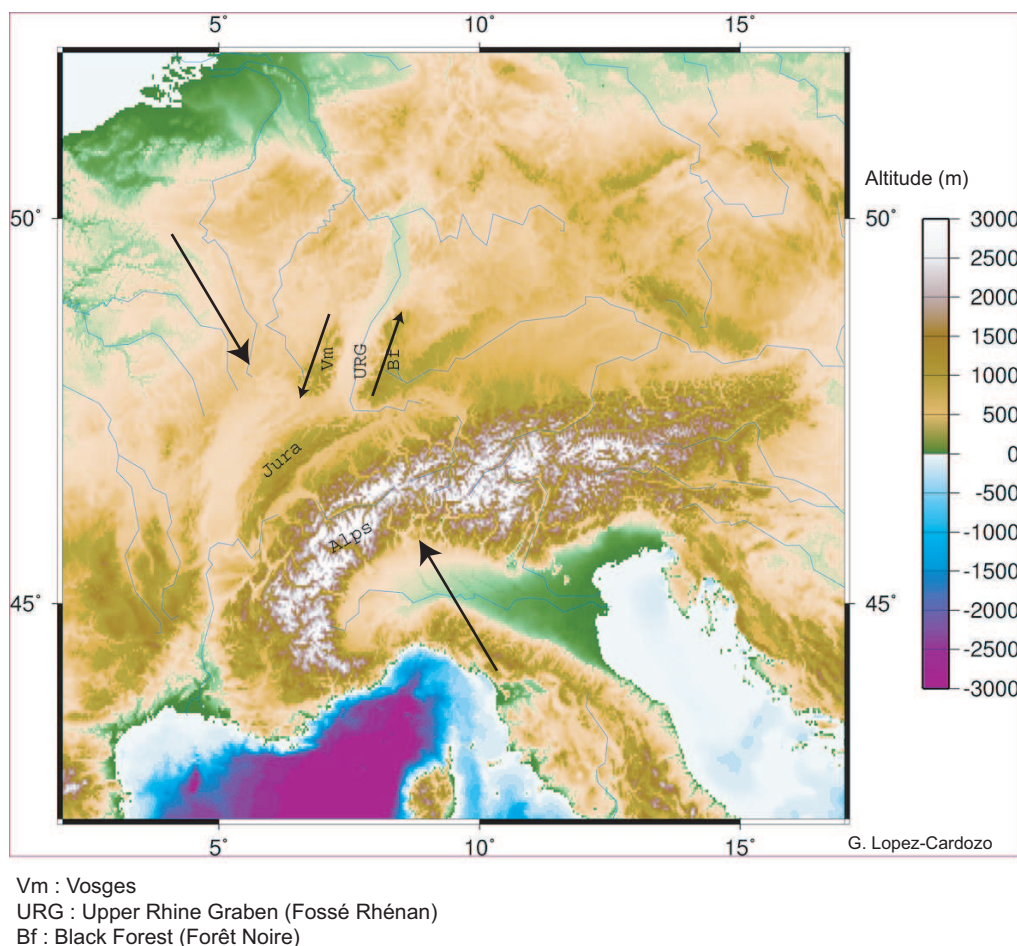 5° 10° 15°
Altitude (m)
50° 50°
3000
2500
2000
1500
1000
500
0
-500
-1000
-1500
-2000
-2500
-3000
Vm
URG
Bf
Jura
Alps
45° 45°
5° 10° 15°
G. Lopez-Cardozo
Vm : Vosges
URG : Upper Rhine Graben (Fossé Rhénan)
Bf : Black Forest (Forêt Noire)